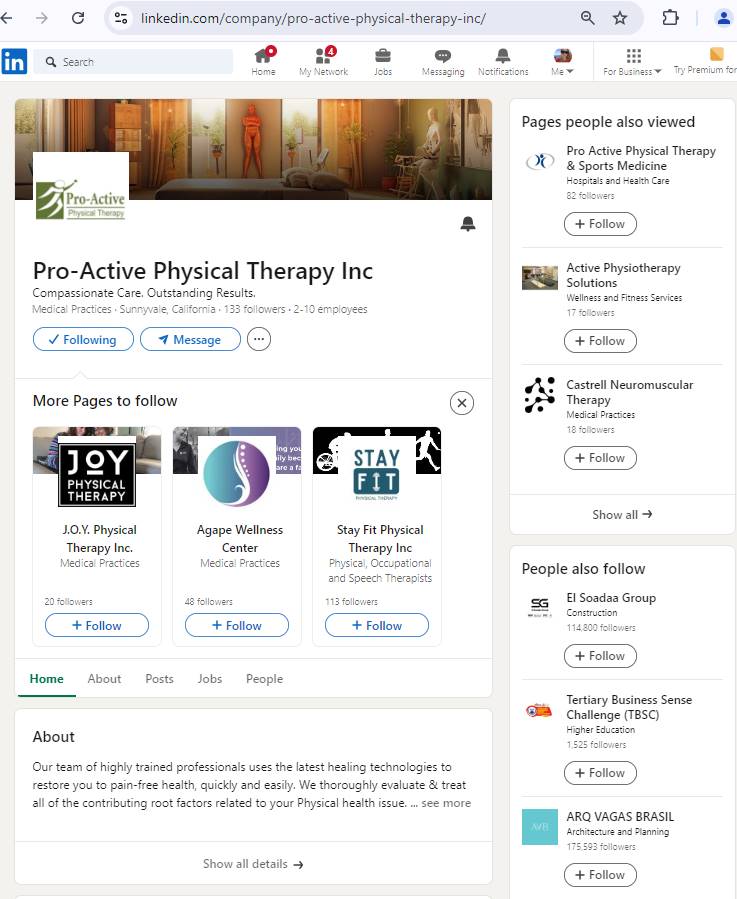 linkedin.com/company/pro-active-physical-therapy-inc/
in
Search
Home
4
My Network
Jobs
Messaging
Notifications
Me
For Business
Try Premium for
Pro-Active
Physical Therapy
Pro-Active Physical Therapy Inc
Compassionate Care. Outstanding Results.
Medical Practices · Sunnyvale, California · 133 followers · 2-10 employees
Following
Message
More Pages to follow
JOY
PHYSICAL
THERAPY
J.O.Y. Physical
Therapy Inc.
Medical Practices
20 followers
+ Follow
ing you
ily bec
are a fa
Agape Wellness
Center
Medical Practices
48 followers
+ Follow
STAY
FIT
PHYSICAL THERAPY
Stay Fit Physical
Therapy Inc
Physical, Occupational
and Speech Therapists
113 followers
+ Follow
Home
About
Posts
Jobs
People
About
Our team of highly trained professionals uses the latest healing technologies to
restore you to pain-free health, quickly and easily. We thoroughly evaluate & treat
all of the contributing root factors related to your Physical health issue. ... see more
Show all details →
Pages people also viewed
Pro Active Physical Therapy
& Sports Medicine
Hospitals and Health Care
82 followers
+ Follow
Active Physiotherapy
Solutions
Wellness and Fitness Services
17 followers
+ Follow
Castrell Neuromuscular
Therapy
Medical Practices
18 followers
+ Follow
Show all →
People also follow
SG
El Soadaa Group
Construction
114,800 followers
+ Follow
Tertiary Business Sense
Challenge (TBSC)
Higher Education
1,525 followers
+ Follow
AVB
ARQ VAGAS BRASIL
Architecture and Planning
175,593 followers
+ Follow